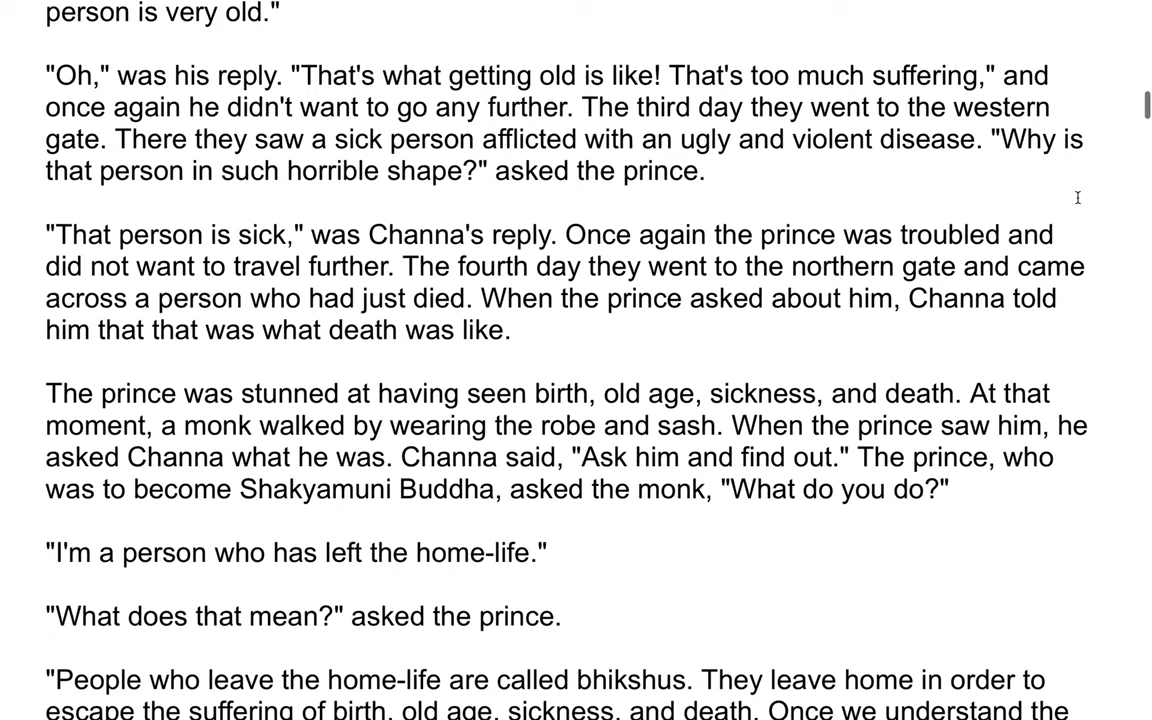 person is very old."
"Oh," was his reply. "That's what getting old is like! That's too much suffering," and
once again he didn't want to go any further. The third day they went to the western
gate. There they saw a sick person afflicted with an ugly and violent disease. "Why is
that person in such horrible shape?" asked the prince.
"That person is sick," was Channa's reply. Once again the prince was troubled and
did not want to travel further. The fourth day they went to the northern gate and came
across a person who had just died. When the prince asked about him, Channa told
him that that was what death was like.
The prince was stunned at having seen birth, old age, sickness, and death. At that
moment, a monk walked by wearing the robe and sash. When the prince saw him, he
asked Channa what he was. Channa said, "Ask him and find out." The prince, who
was to become Shakyamuni Buddha, asked the monk, "What do you do?"
"I'm a person who has left the home-life."
"What does that mean?" asked the prince.
"People who leave the home-life are called bhikshus. They leave home in order to
escape the suffering of birth, old age, sickness, and death. Once we understand the